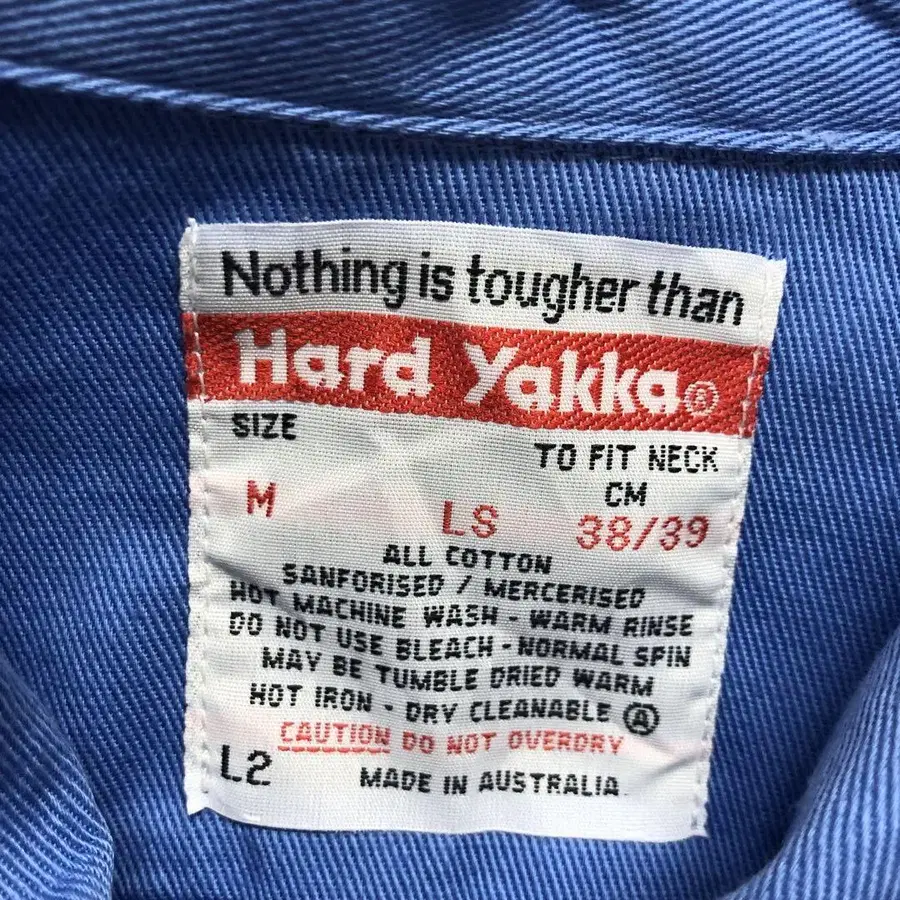 Nothing is tougher than
Hard Yakka®
SIZE
TO FIT NECK
CM
M LS 38/39
ALL COTTON
SANFORISED / MERCERISED
HOT MACHINE WASH - WARM RINSE
DO NOT USE BLEACH - NORMAL SPIN
MAY BE TUMBLE DRIED WARM
HOT IRON - DRY CLEANABLE Ⓐ
CAUTION DO NOT OVERDRY
L2 MADE IN AUSTRALIA